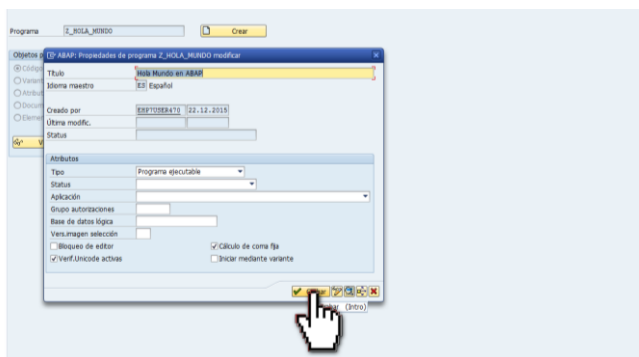 Programa Z_HOLA_MUNDO Crear
Objetos p
ABAP: Propiedades de programa Z_HOLA_MUNDO modificar
Título Hola Mundo en ABAP
Idioma maestro ES Español
Creado por 22.12.2015
Última modific.
Status
Atributos
Tipo Programa ejecutable
Status
Aplicación
Grupo autorizaciones
Base de datos lógica
Vers.imagen selección
Bloqueo de editor Cálculo de coma fija
Verif.Unicode activas Iniciar mediante variante
(Intro)